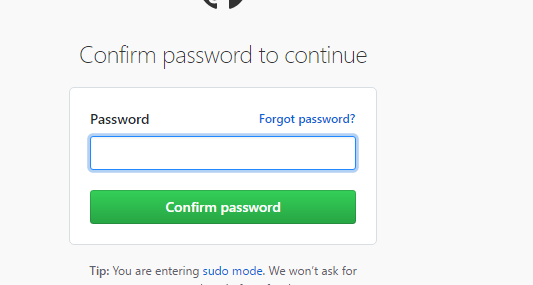 Confirm password to continue
Password Forgot password?
Confirm password
Tip: You are entering sudo mode. We won't ask for